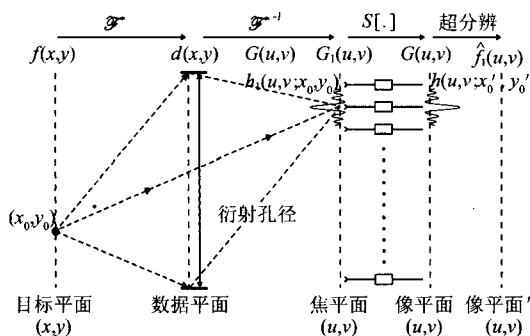 ℱ ℱ⁻¹ S[.] 超分辨
f(x,y) d(x,y) G(u,v) G₁(u,v) G(u,v) f̂₁(u,v)
h₁(u,v;x₀,y₀) h(u,v;x₀′,y₀′)
(x₀,y₀)
衍射孔径
目标平面 数据平面 焦平面 像平面 像平面′
(x,y) (u,v) (u,v) (u,v)